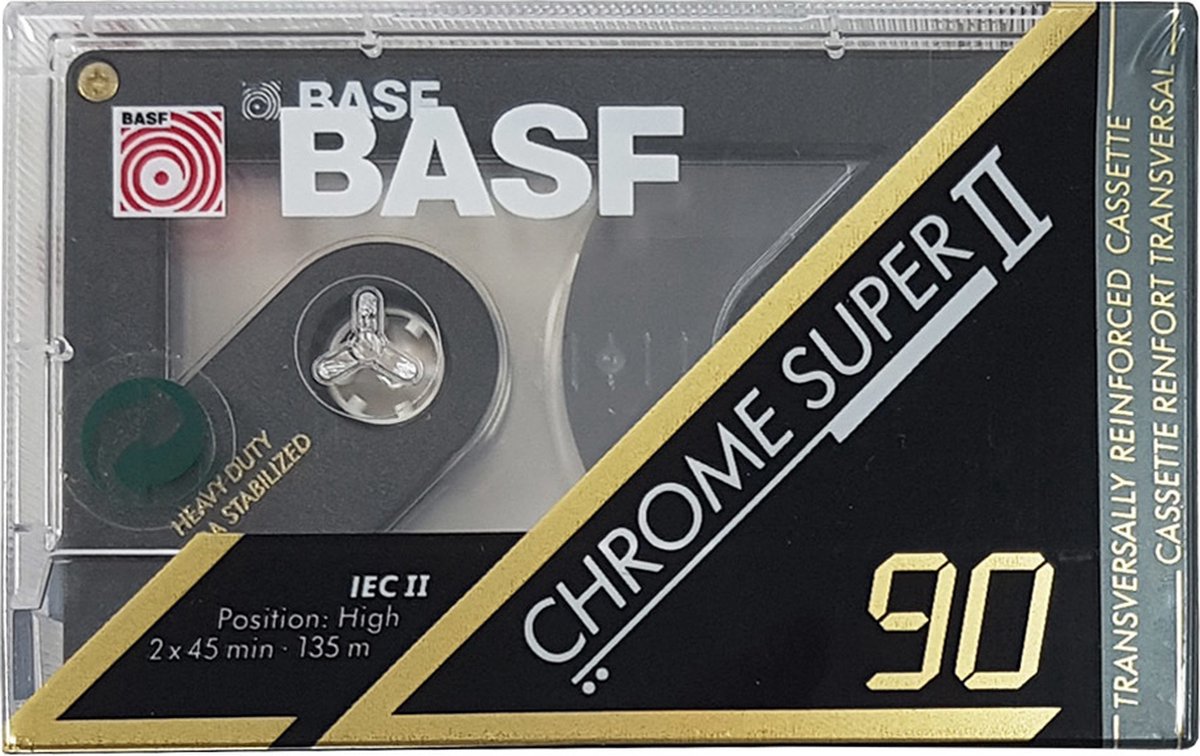 BASF
BASF
BASF
HEAVY DUTY
STABILIZED
IEC II
Position: High
2 x 45 min · 135 m
CHROME SUPER II
90
TRANSVERSALLY REINFORCED CASSETTE
CASSETTE RENFORT TRANSVERSAL